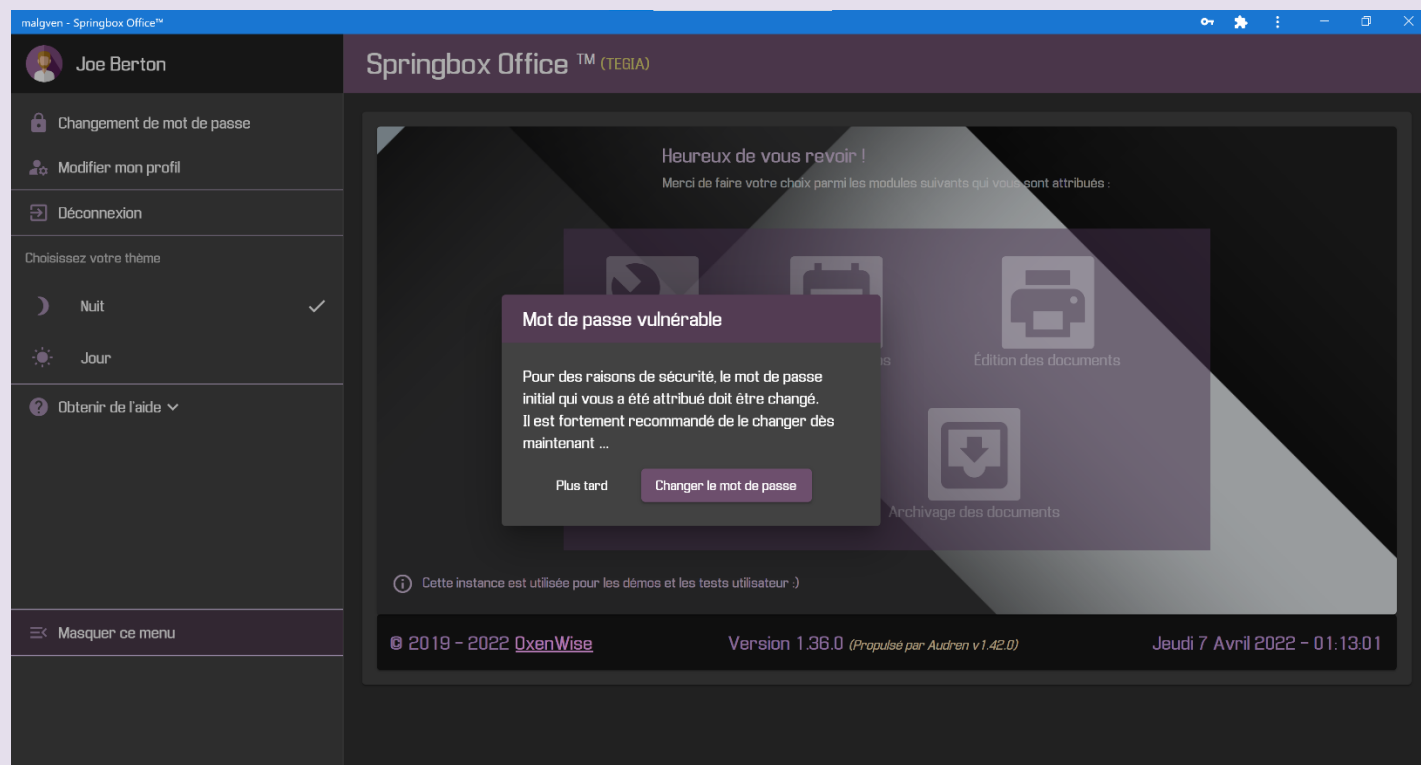 malgven - Springbox Office™
Joe Berton
Springbox Office ™ (TEGIA)
Changement de mot de passe
Modifier mon profil
Déconnexion
Choisissez votre thème
Nuit
Jour
Obtenir de l'aide
Masquer ce menu
Heureux de vous revoir !
Merci de faire votre choix parmi les modules suivants qui vous sont attribués :
Édition des documents
Archivage des documents
Mot de passe vulnérable
Pour des raisons de sécurité, le mot de passe
initial qui vous a été attribué doit être changé.
Il est fortement recommandé de le changer dès
maintenant ...
Plus tard
Changer le mot de passe
Cette instance est utilisée pour les démos et les tests utilisateur :)
© 2019 - 2022 OxenWise
Version 1.36.0 (Propulsé par Audren v1.42.0)
Jeudi 7 Avril 2022 - 01:13:01